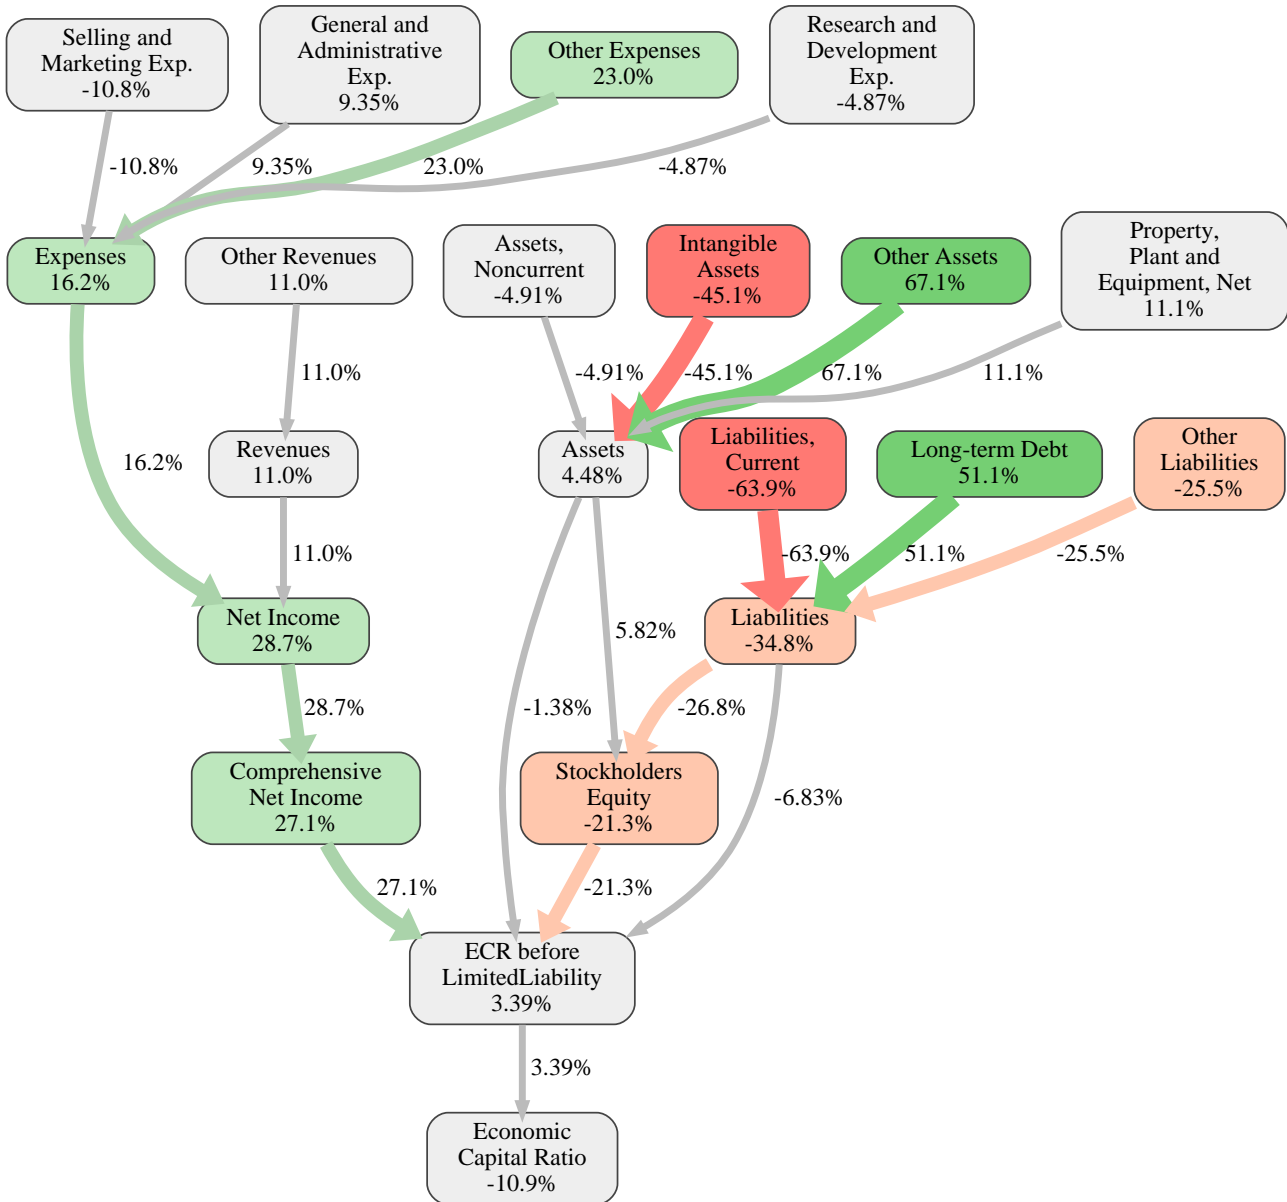 Selling and
Marketing Exp.
-10.8%
General and
Administrative
Exp.
9.35%
Other Expenses
23.0%
Research and
Development
Exp.
-4.87%
-10.8%
9.35%
23.0%
-4.87%
Expenses
16.2%
Other Revenues
11.0%
Assets,
Noncurrent
-4.91%
Intangible
Assets
-45.1%
Other Assets
67.1%
Property,
Plant and
Equipment, Net
11.1%
11.0%
-4.91%
-45.1%
67.1%
11.1%
16.2%
Revenues
11.0%
Assets
4.48%
Liabilities,
Current
-63.9%
Long-term Debt
51.1%
Other
Liabilities
-25.5%
11.0%
-63.9%
51.1%
-25.5%
Net Income
28.7%
5.82%
Liabilities
-34.8%
28.7%
-1.38%
-26.8%
Comprehensive
Net Income
27.1%
Stockholders
Equity
-21.3%
-6.83%
27.1%
-21.3%
ECR before
LimitedLiability
3.39%
3.39%
Economic
Capital Ratio
-10.9%